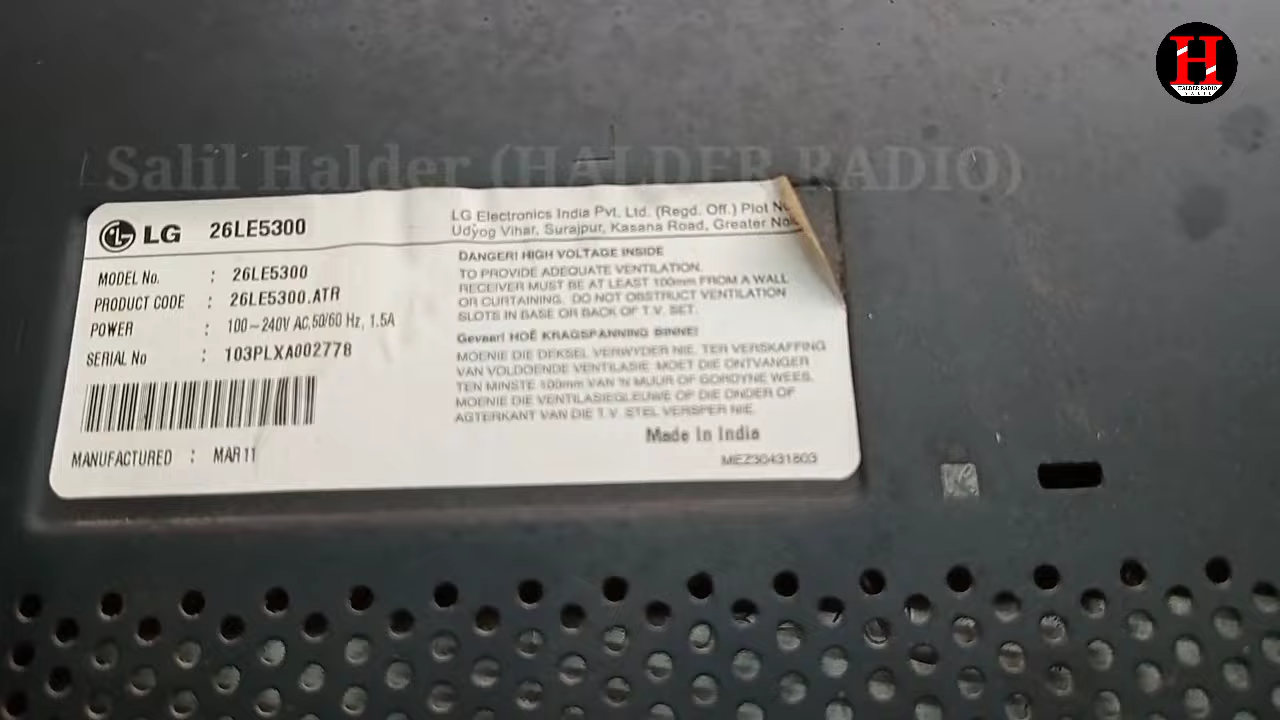 H
HALDER RADIO
SALIL
Salil Halder (HALDER RADIO)
LG 26LE5300
LG Electronics India Pvt. Ltd. (Regd. Off.) Plot
Udyog Vihar, Surajpur, Kasana Road, Greater
MODEL No. : 26LE5300
PRODUCT CODE : 26LE5300.ATR
POWER : 100~240V AC,50/60 Hz, 1.5A
SERIAL No : 103PLXA002778
MANUFACTURED : MAR11
DANGER! HIGH VOLTAGE INSIDE
TO PROVIDE ADEQUATE VENTILATION.
RECEIVER MUST BE AT LEAST 100mm FROM A WALL
OR CURTAINING. DO NOT OBSTRUCT VENTILATION
SLOTS IN BASE OR BACK OF T.V. SET.
Gevaar! HOË KRAGSPANNING BINNE!
MOENIE DIE DEKSEL VERWYDER NIE. TER VERSKAFFING
VAN VOLDOENDE VENTILASIE MOET DIE ONTVANGER
TEN MINSTE 100mm VAN 'N MUUR OF GORDYNE WEES.
MOENIE DIE VENTILASIEGLEUWE OP DIE ONDER OF
AGTERKANT VAN DIE T.V. STEL VERSPER NIE.
Made in India
MEZ30431803